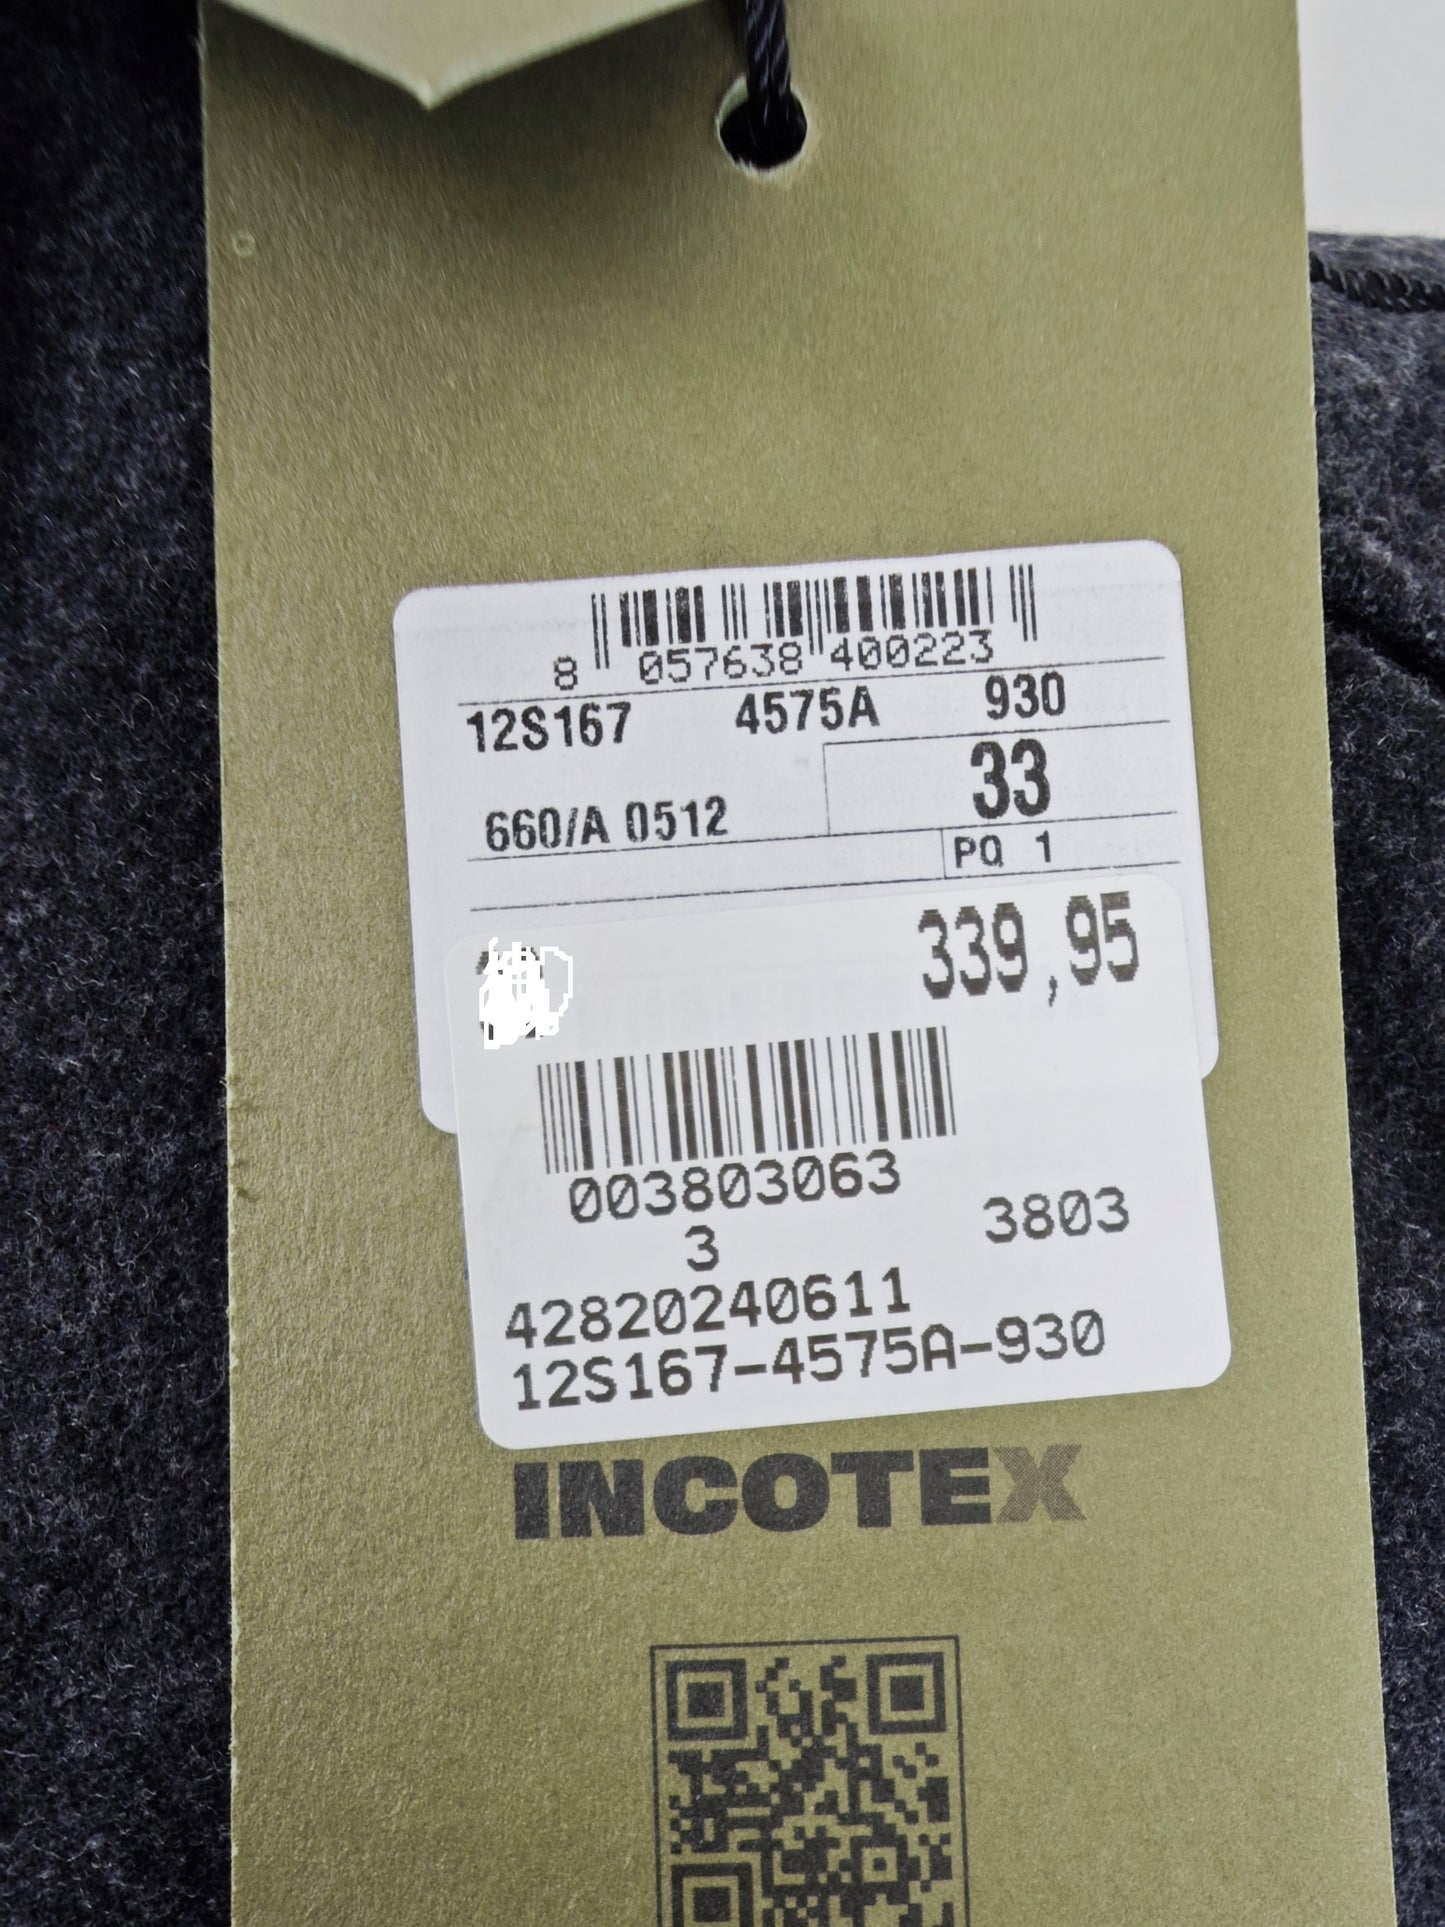 8 057638 400223
12S167 4575A 930
33
660/A 0512
PQ 1
339,95
003803063
3 3803
42820240611
12S167-4575A-930
INCOTEX